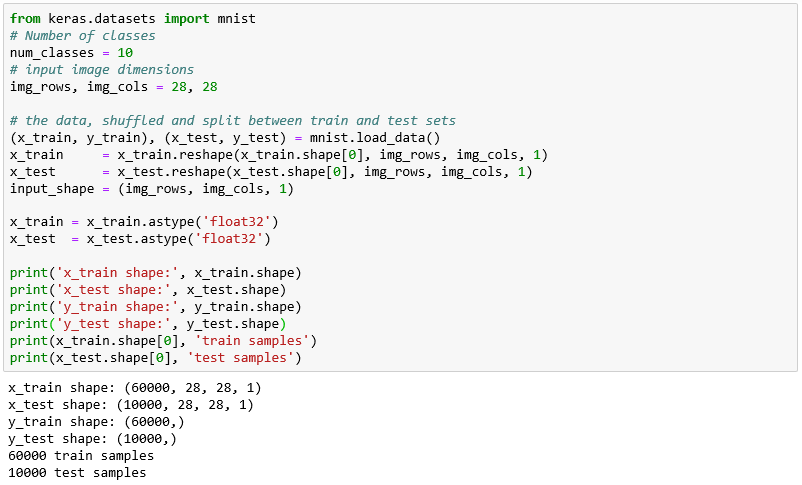 from keras.datasets import mnist
# Number of classes
num_classes = 10
# input image dimensions
img_rows, img_cols = 28, 28

# the data, shuffled and split between train and test sets
(x_train, y_train), (x_test, y_test) = mnist.load_data()
x_train     = x_train.reshape(x_train.shape[0], img_rows, img_cols, 1)
x_test      = x_test.reshape(x_test.shape[0], img_rows, img_cols, 1)
input_shape = (img_rows, img_cols, 1)

x_train = x_train.astype('float32')
x_test  = x_test.astype('float32')

print('x_train shape:', x_train.shape)
print('x_test shape:', x_test.shape)
print('y_train shape:', y_train.shape)
print('y_test shape:', y_test.shape)
print(x_train.shape[0], 'train samples')
print(x_test.shape[0], 'test samples')

x_train shape: (60000, 28, 28, 1)
x_test shape: (10000, 28, 28, 1)
y_train shape: (60000,)
y_test shape: (10000,)
60000 train samples
10000 test samples